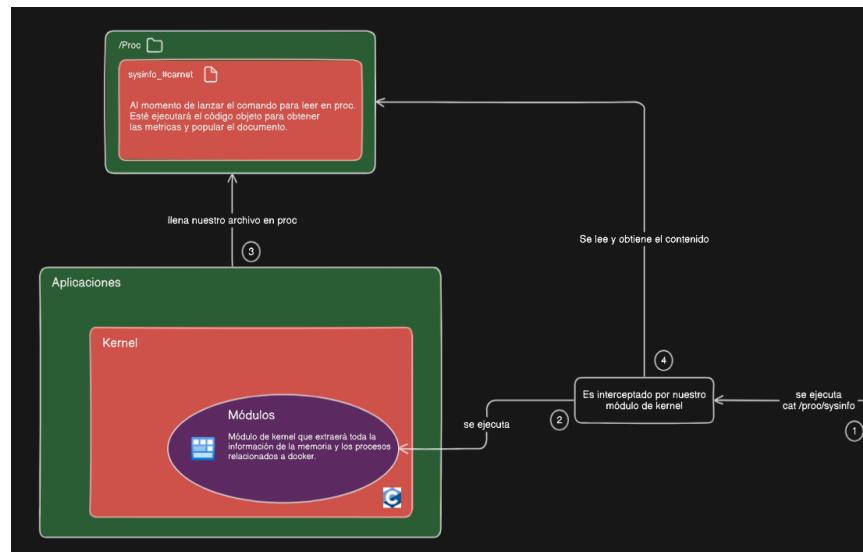 /Proc
sysinfo_#carnet
Al momento de lanzar el comando para leer en proc.
Esté ejecutará el código objeto para obtener
las metricas y popular el documento.
llena nuestro archivo en proc
3
Se lee y obtiene el contenido
Aplicaciones
Kernel
Módulos
Módulo de kernel que extraerá toda la
información de la memoria y los procesos
relacionados a docker.
C
se ejecuta
2
Es interceptado por nuestro
módulo de kernel
4
se ejecuta
cat /proc/sysinfo
1